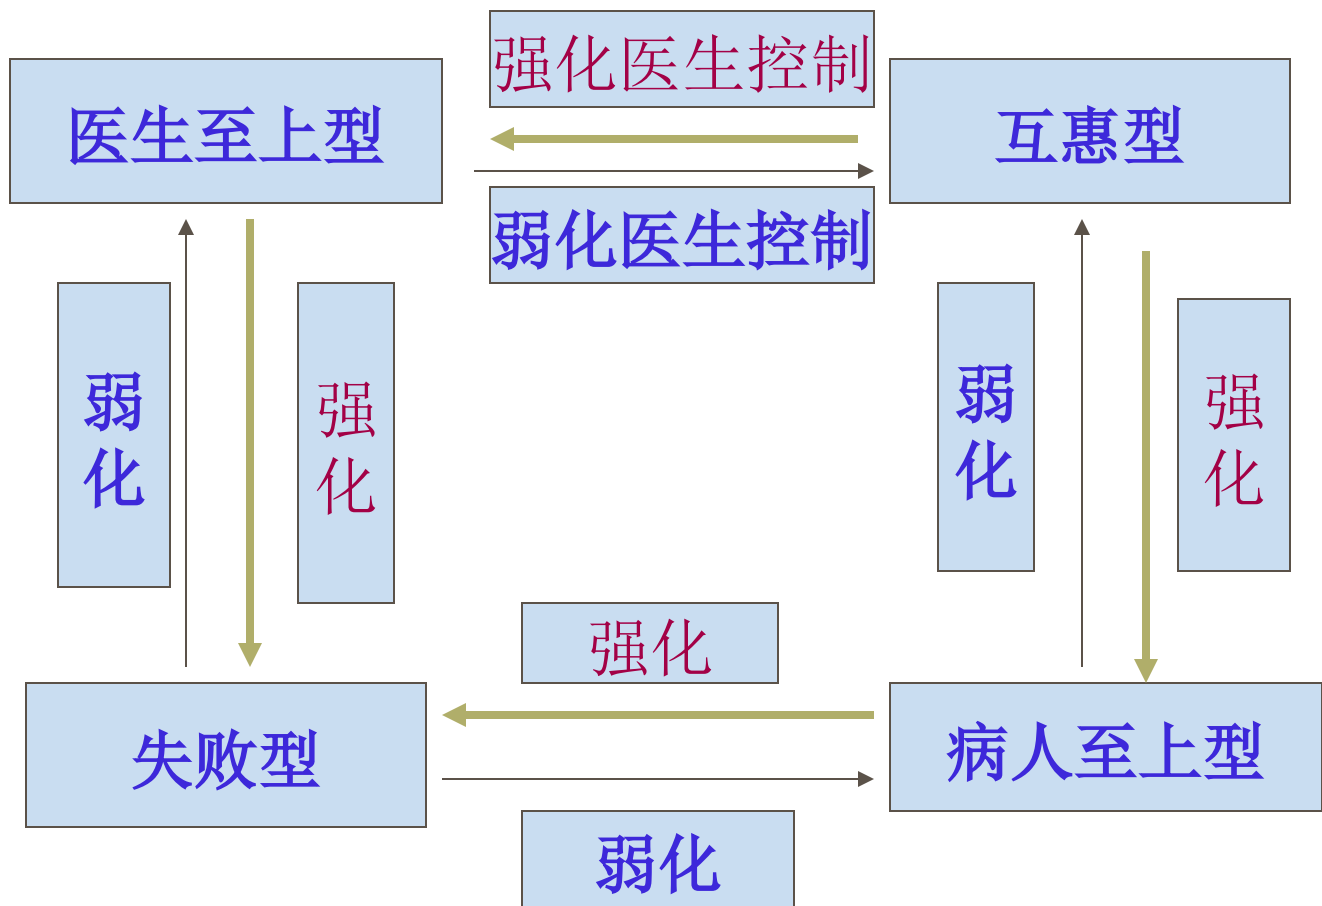 强化医生控制
医生至上型
互惠型
弱化医生控制
弱
化
强
化
弱
化
强
化
强化
失败型
病人至上型
弱化